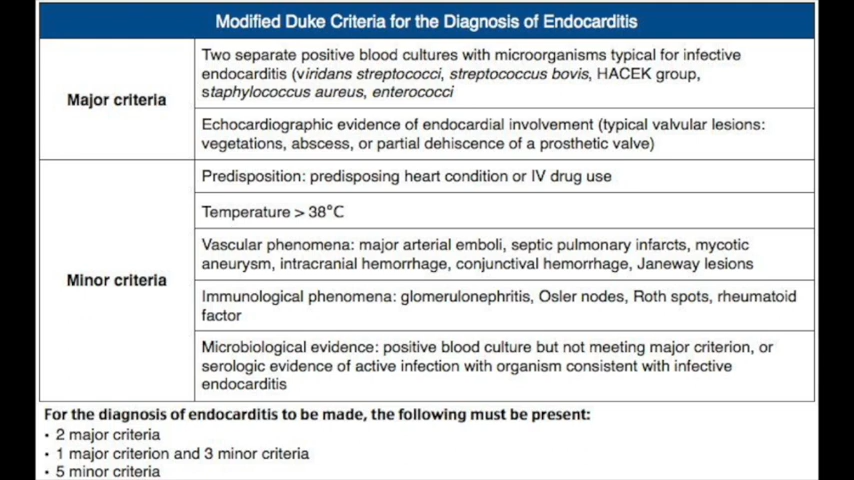 Modified Duke Criteria for the Diagnosis of Endocarditis
Major criteria
Two separate positive blood cultures with microorganisms typical for infective
endocarditis (viridans streptococci, streptococcus bovis, HACEK group,
staphylococcus aureus, enterococci
Echocardiographic evidence of endocardial involvement (typical valvular lesions:
vegetations, abscess, or partial dehiscence of a prosthetic valve)
Minor criteria
Predisposition: predisposing heart condition or IV drug use
Temperature > 38°C
Vascular phenomena: major arterial emboli, septic pulmonary infarcts, mycotic
aneurysm, intracranial hemorrhage, conjunctival hemorrhage, Janeway lesions
Immunological phenomena: glomerulonephritis, Osler nodes, Roth spots, rheumatoid
factor
Microbiological evidence: positive blood culture but not meeting major criterion, or
serologic evidence of active infection with organism consistent with infective
endocarditis
For the diagnosis of endocarditis to be made, the following must be present:
• 2 major criteria
• 1 major criterion and 3 minor criteria
• 5 minor criteria